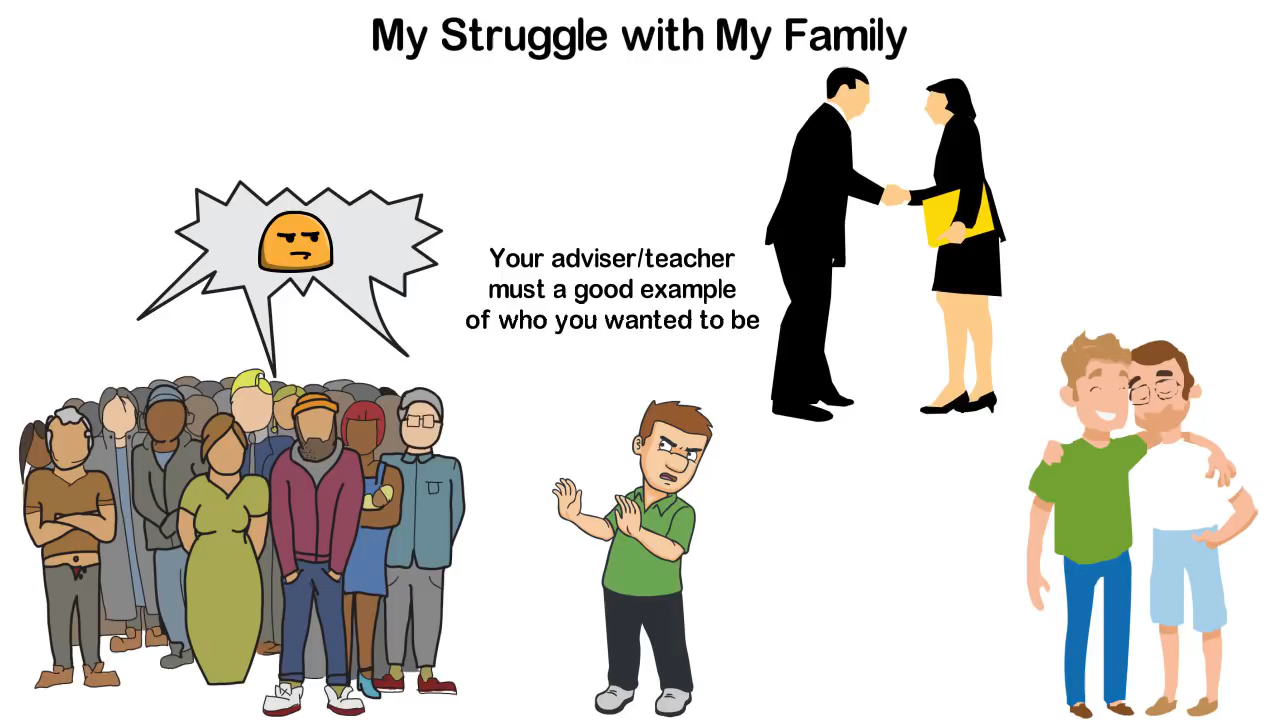 My Struggle with My Family
Your adviser/teacher
must a good example
of who you wanted to be